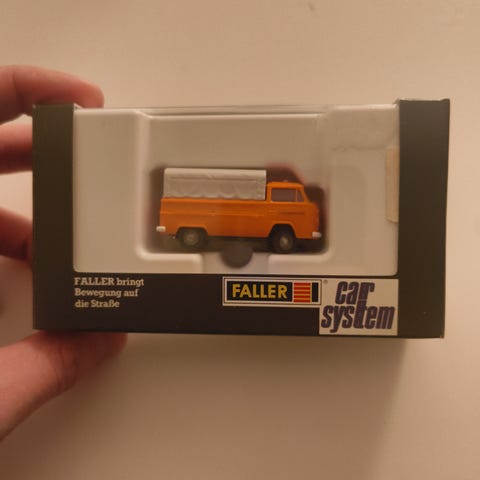 FALLER bringt
Bewegung auf
die Straße
FALLER
®
car
system